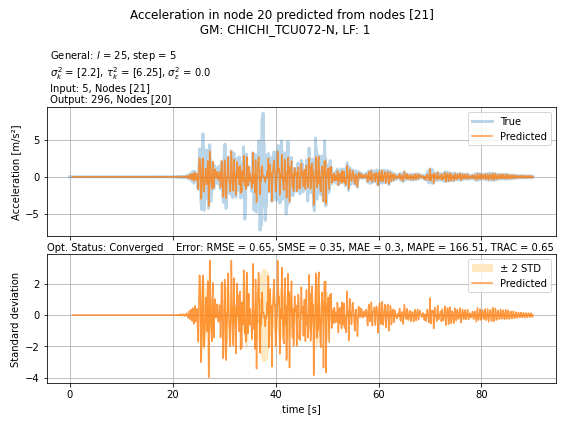 Acceleration in node 20 predicted from nodes [21]
GM: CHICHI_TCU072-N, LF: 1
General: l = 25, step = 5
σ²ₖ = [2.2], τ²ₖ = [6.25], σ²ε = 0.0
Input: 5, Nodes [21]
Output: 296, Nodes [20]
Acceleration [m/s²]
5
0
−5
True
Predicted
Opt. Status: Converged Error: RMSE = 0.65, SMSE = 0.35, MAE = 0.3, MAPE = 166.51, TRAC = 0.65
Standard deviation
2
0
−2
−4
± 2 STD
Predicted
0 20 40 60 80
time [s]